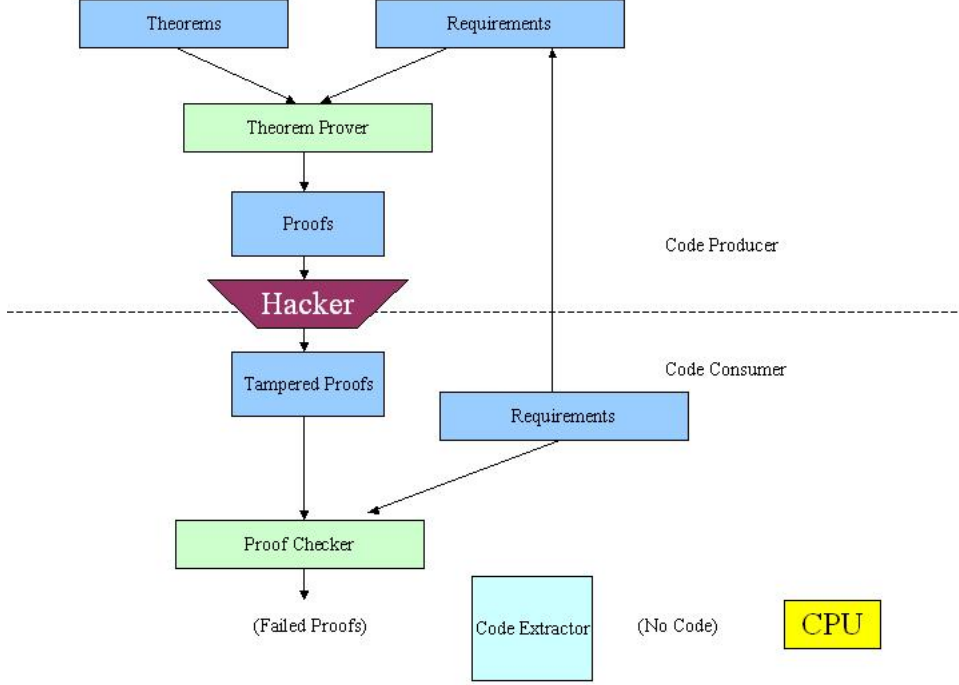 Theorems
Requirements
Theorem Prover
Proofs
Code Producer
Hacker
Code Consumer
Tampered Proofs
Requirements
Proof Checker
(Failed Proofs)
Code Extractor
(No Code)
CPU